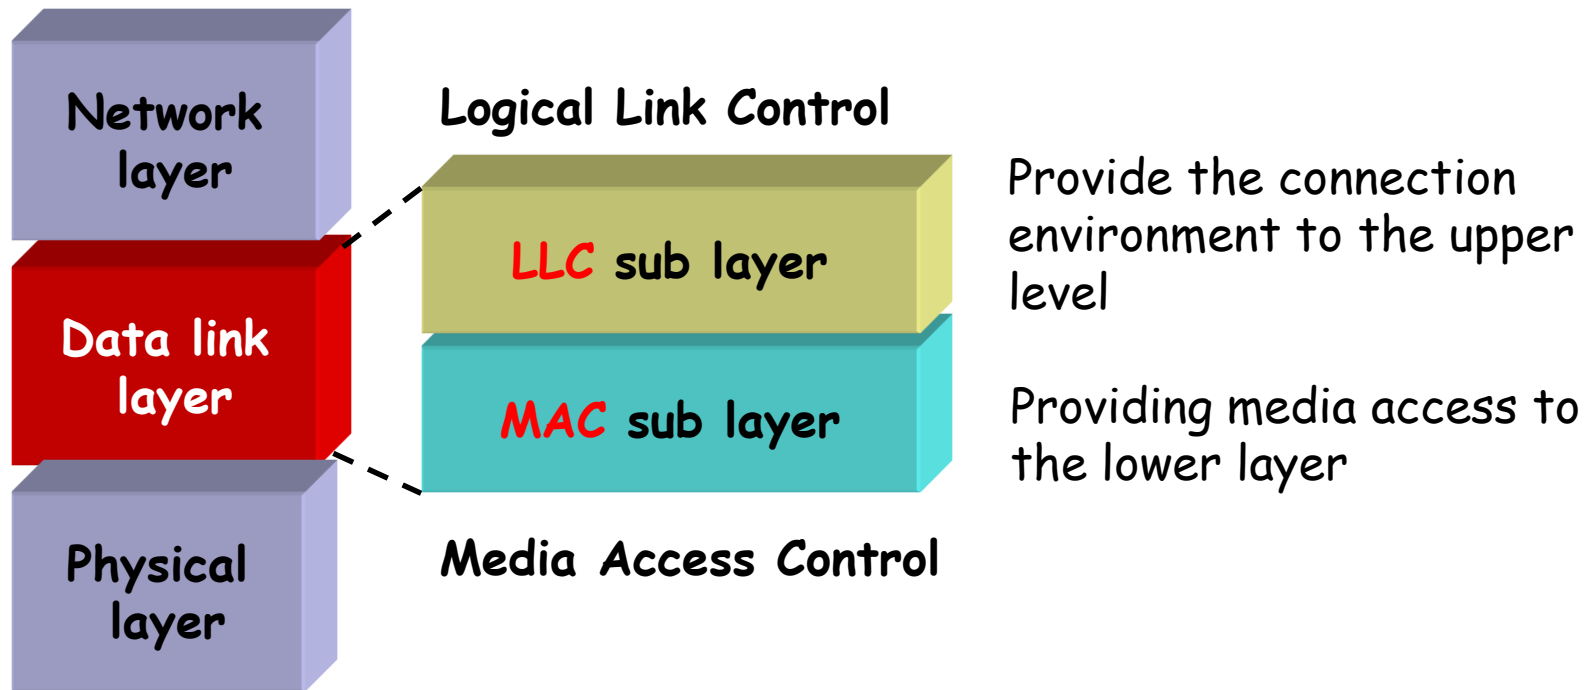 Network
layer
Data link
layer
Physical
layer
Logical Link Control
LLC sub layer
MAC sub layer
Media Access Control
Provide the connection
environment to the upper
level
Providing media access to
the lower layer